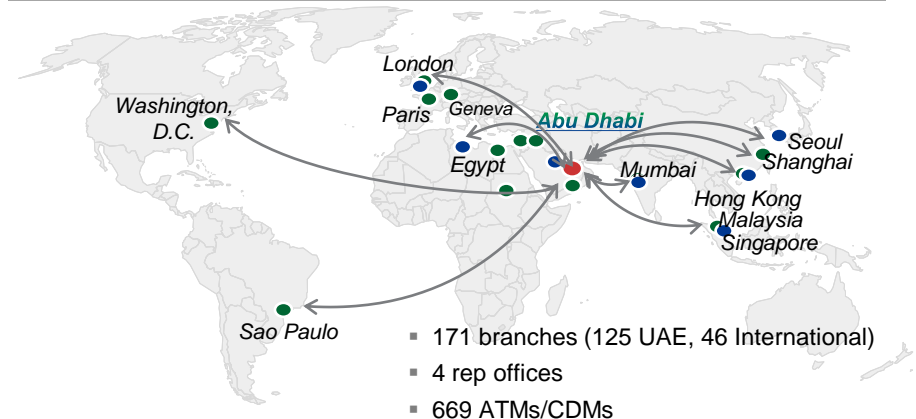 London
Washington,
D.C.
Paris
Geneva
Abu Dhabi
Egypt
Mumbai
Seoul
Shanghai
Hong Kong
Malaysia
Singapore
Sao Paulo
▪ 171 branches (125 UAE, 46 International)
▪ 4 rep offices
▪ 669 ATMs/CDMs